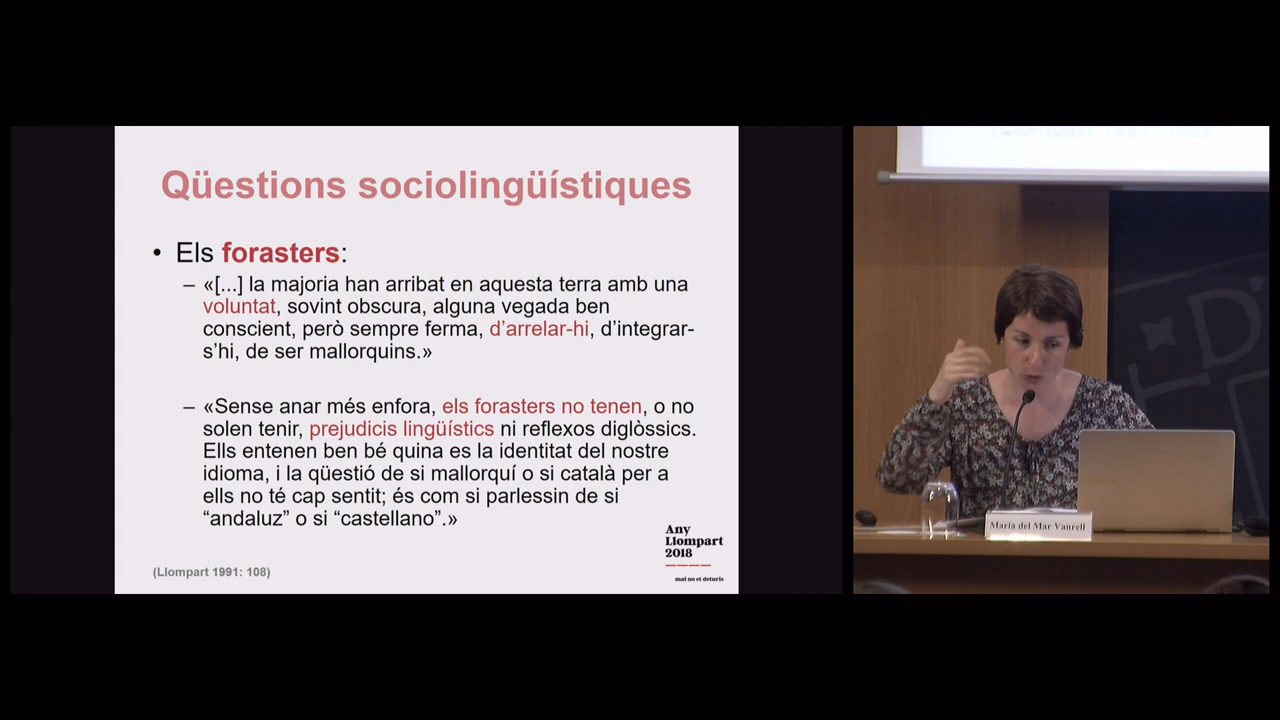 Qüestions sociolingüístiques
• Els forasters:
– «[...] la majoria han arribat en aquesta terra amb una
voluntat, sovint obscura, alguna vegada ben
conscient, però sempre ferma, d’arrelar-hi, d’integrar-
s’hi, de ser mallorquins.»
– «Sense anar més enfora, els forasters no tenen, o no
solen tenir, prejudicis lingüístics ni reflexos diglòssics.
Ells entenen ben bé quina es la identitat del nostre
idioma, i la qüestió de si mallorquí o si català per a
ells no té cap sentit; és com si parlessin de si
“andaluz” o si “castellano”.»
(Llompart 1991: 108)
Any
Llompart
2018
mai no et deturis
(Llompart 1991: 108)
D'
Maria del Mar Vanrell